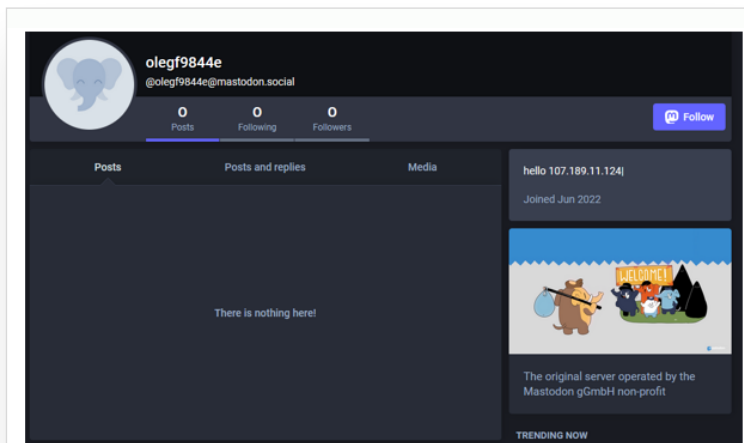 olegf9844e
@olegf9844e@mastodon.social
0 0 0
Posts Following Followers
Follow
Posts Posts and replies Media
hello 107.189.11.124|
Joined Jun 2022
WELCOME!
There is nothing here!
The original server operated by the
Mastodon gGmbH non-profit
TRENDING NOW